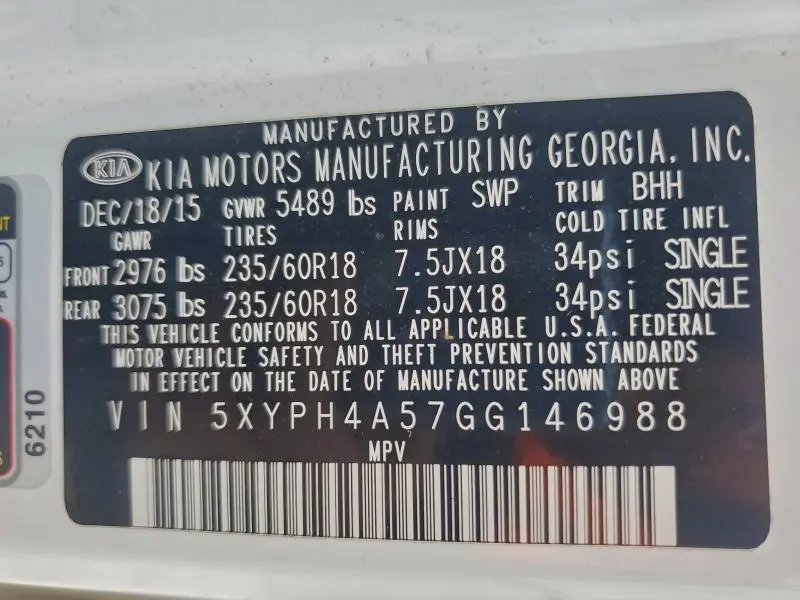 MANUFACTURED BY
KIA KIA MOTORS MANUFACTURING GEORGIA, INC.
DEC/18/15 GVWR 5489 lbs PAINT SWP TRIM BHH
GAWR TIRES RIMS COLD TIRE INFL
FRONT 2976 lbs 235/60R18 7.5JX18 34psi SINGLE
REAR 3075 lbs 235/60R18 7.5JX18 34psi SINGLE
THIS VEHICLE CONFORMS TO ALL APPLICABLE U.S.A. FEDERAL
MOTOR VEHICLE SAFETY AND THEFT PREVENTION STANDARDS
IN EFFECT ON THE DATE OF MANUFACTURE SHOWN ABOVE
VIN 5XYPH4A57GG146988
MPV
6210